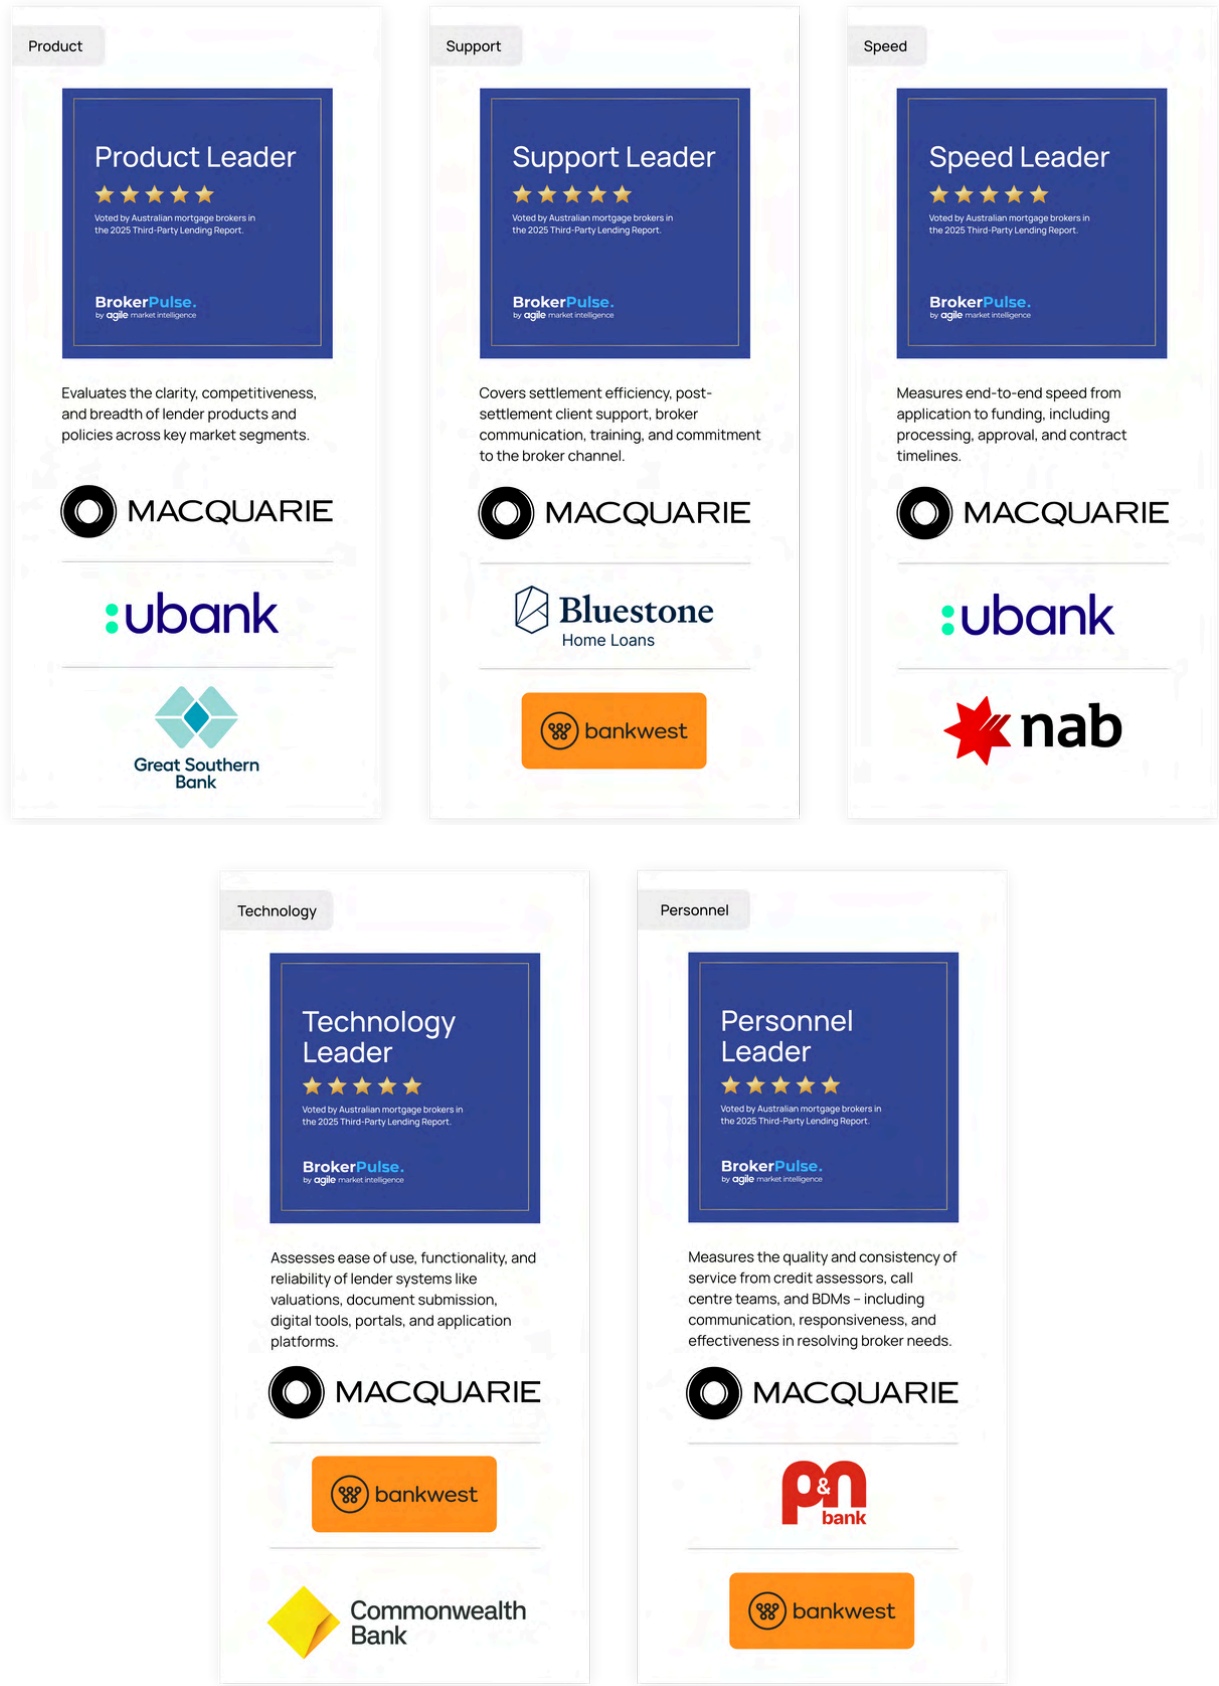 Product
Product Leader
Voted by Australian mortgage brokers in
the 2025 Third-Party Lending Report.
BrokerPulse.
by agile market intelligence
Evaluates the clarity, competitiveness,
and breadth of lender products and
policies across key market segments.
MACQUARIE
ubank
Great Southern
Bank
Support
Support Leader
Voted by Australian mortgage brokers in
the 2025 Third-Party Lending Report.
BrokerPulse.
by agile market intelligence
Covers settlement efficiency, post-
settlement client support, broker
communication, training, and commitment
to the broker channel.
MACQUARIE
Bluestone
Home Loans
bankwest
Speed
Speed Leader
Voted by Australian mortgage brokers in
the 2025 Third-Party Lending Report.
BrokerPulse.
by agile market intelligence
Measures end-to-end speed from
application to funding, including
processing, approval, and contract
timelines.
MACQUARIE
ubank
nab
Technology
Technology
Leader
Voted by Australian mortgage brokers in
the 2025 Third-Party Lending Report.
BrokerPulse.
by agile market intelligence
Assesses ease of use, functionality, and
reliability of lender systems like
valuations, document submission,
digital tools, portals, and application
platforms.
MACQUARIE
bankwest
Commonwealth
Bank
Personnel
Personnel
Leader
Voted by Australian mortgage brokers in
the 2025 Third-Party Lending Report.
BrokerPulse.
by agile market intelligence
Measures the quality and consistency of
service from credit assessors, call
centre teams, and BDMs – including
communication, responsiveness, and
effectiveness in resolving broker needs.
MACQUARIE
p&n
bank
bankwest